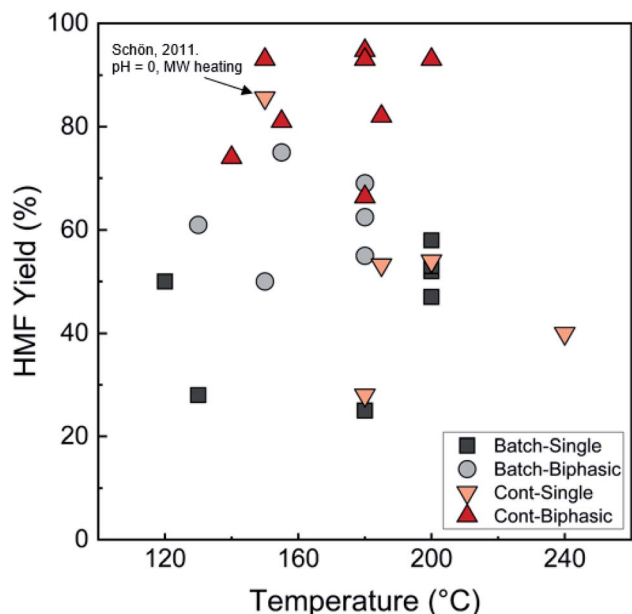 100
80
60
40
20
0
HMF Yield (%)
Schön, 2011.
pH = 0, MW heating
Batch-Single
Batch-Biphasic
Cont-Single
Cont-Biphasic
120
160
200
240
Temperature (°C)